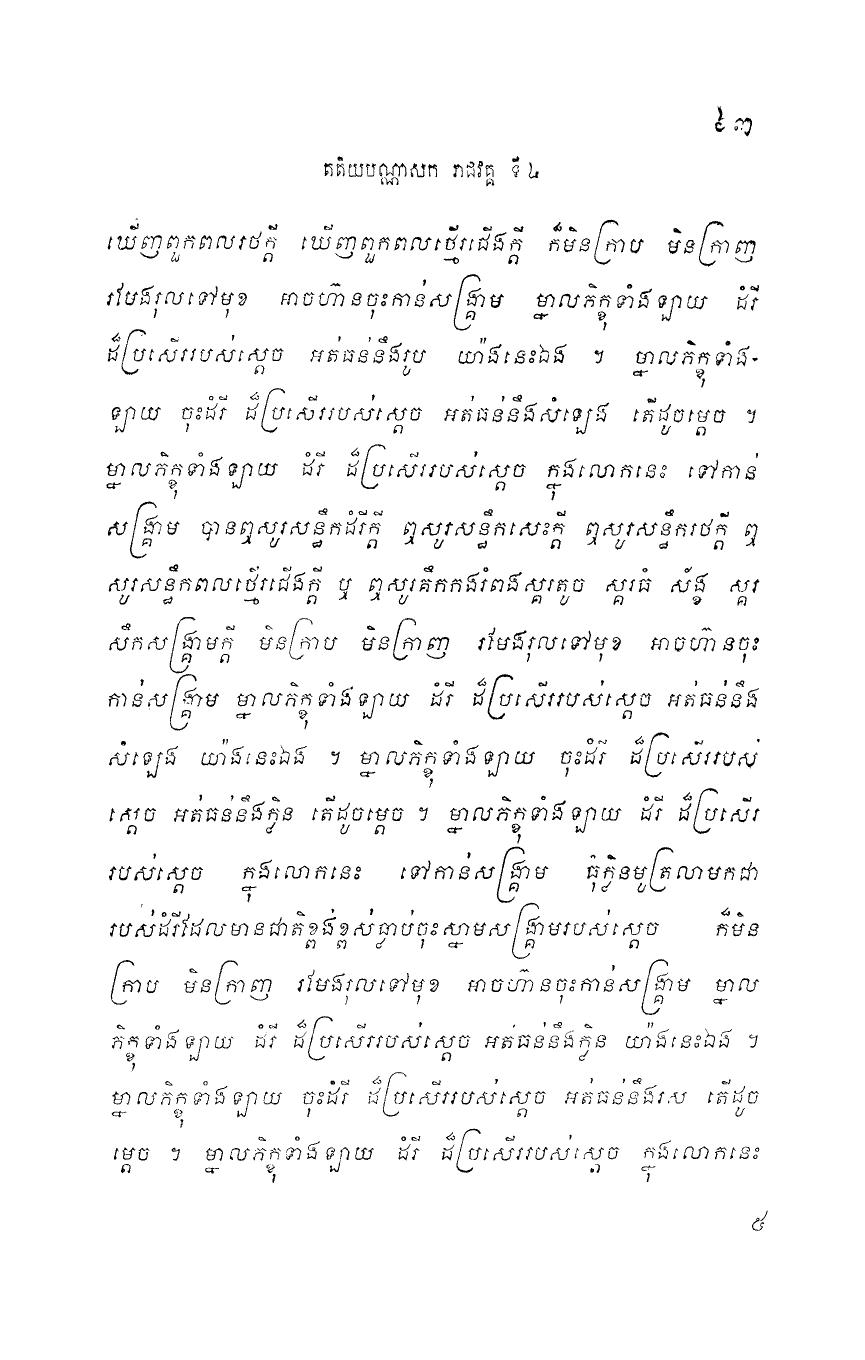 ៩៣
តតិយបណ្ណាសក រាជវគ្គ ទី ៤
ឃើញពួកពលរថក្តី ឃើញពួកពលថ្មើរជើងក្តី ក៏មិនក្រាប មិនក្រាញ
រមែងរុលទៅមុខ អាចហ៊ានចុះកាន់សង្គ្រាម ម្នាលភិក្ខុទាំងឡាយ ដំរី
ដ៏ប្រសើររបស់ស្តេច អត់ធន់នឹងរូប យ៉ាងនេះឯង ។ ម្នាលភិក្ខុទាំង-
ឡាយ ចុះដំរី ដ៏ប្រសើររបស់ស្តេច អត់ធន់នឹងសំឡេង តើដូចម្តេច ។
ម្នាលភិក្ខុទាំងឡាយ ដំរី ដ៏ប្រសើររបស់ស្តេច ក្នុងលោកនេះ ទៅកាន់
សង្គ្រាម បានឮសូរសន្ធឹកដំរីក្តី ឮសូរសន្ធឹកសេះក្តី ឮសូរសន្ធឹករថក្តី ឮ
សូរសន្ធឹកពលថ្មើរជើងក្តី ឬ ឮសូរគឹកកងរំពងស្គរតូច ស្គរធំ ស័ង្ខ ស្គរ
សឹកសង្គ្រាមក្តី មិនក្រាប មិនក្រាញ រមែងរុលទៅមុខ អាចហ៊ានចុះ
កាន់សង្គ្រាម ម្នាលភិក្ខុទាំងឡាយ ដំរី ដ៏ប្រសើររបស់ស្តេច អត់ធន់នឹង
សំឡេង យ៉ាងនេះឯង ។ ម្នាលភិក្ខុទាំងឡាយ ចុះដំរី ដ៏ប្រសើររបស់
ស្តេច អត់ធន់នឹងក្លិន តើដូចម្តេច ។ ម្នាលភិក្ខុទាំងឡាយ ដំរី ដ៏ប្រសើរ
របស់ស្តេច ក្នុងលោកនេះ ទៅកាន់សង្គ្រាម ធុំក្លិនមូត្រលាមកជា
របស់ដំរីដែលមានជាតិខ្ពង់ខ្ពស់ធ្លាប់ចុះស្នាមសង្គ្រាមរបស់ស្តេច ក៏មិន
ក្រាប មិនក្រាញ រមែងរុលទៅមុខ អាចហ៊ានចុះកាន់សង្គ្រាម ម្នាល
ភិក្ខុទាំងឡាយ ដំរី ដ៏ប្រសើររបស់ស្តេច អត់ធន់នឹងក្លិន យ៉ាងនេះឯង ។
ម្នាលភិក្ខុទាំងឡាយ ចុះដំរី ដ៏ប្រសើររបស់ស្តេច អត់ធន់នឹងរស តើដូច
ម្តេច ។ ម្នាលភិក្ខុទាំងឡាយ ដំរី ដ៏ប្រសើររបស់ស្តេច ក្នុងលោកនេះ
៥